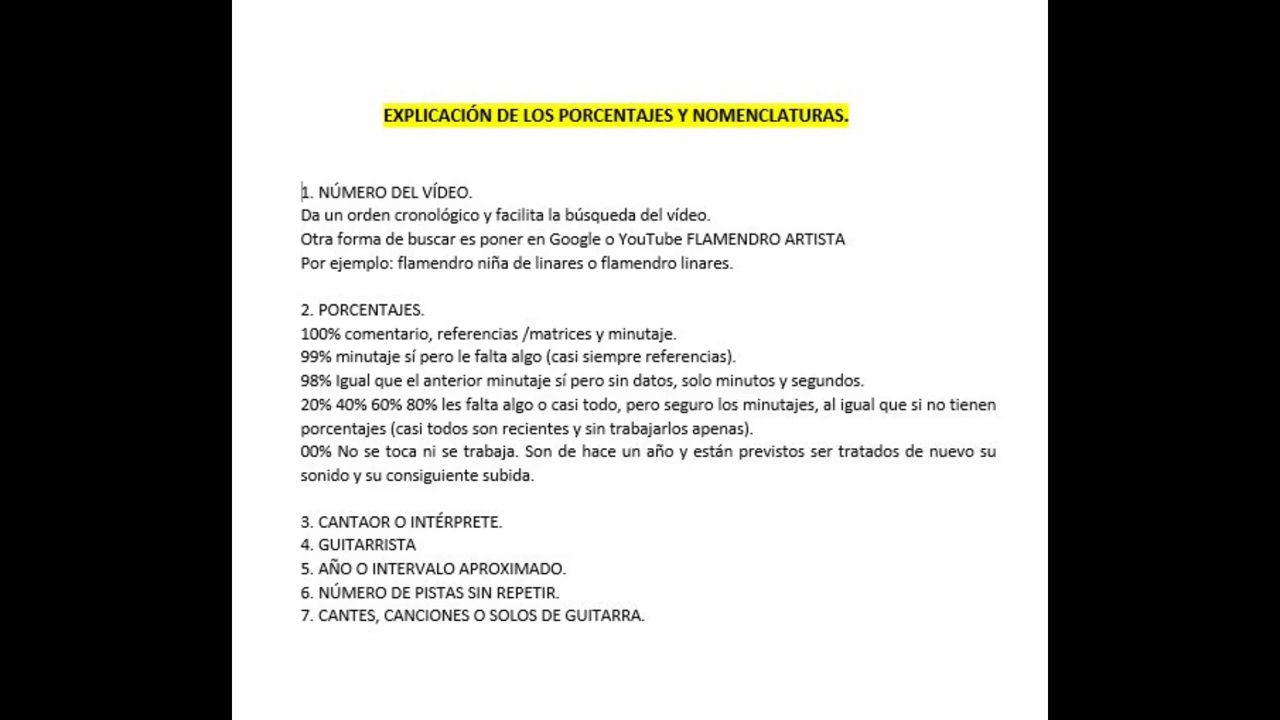 EXPLICACIÓN DE LOS PORCENTAJES Y NOMENCLATURAS.
1. NÚMERO DEL VÍDEO.
Da un orden cronológico y facilita la búsqueda del vídeo.
Otra forma de buscar es poner en Google o YouTube FLAMENDRO ARTISTA
Por ejemplo: flamendro niña de linares o flamendro linares.
2. PORCENTAJES.
100% comentario, referencias /matrices y minutaje.
99% minutaje sí pero le falta algo (casi siempre referencias).
98% Igual que el anterior minutaje sí pero sin datos, solo minutos y segundos.
20% 40% 60% 80% les falta algo o casi todo, pero seguro los minutajes, al igual que si no tienen
porcentajes (casi todos son recientes y sin trabajarlos apenas).
00% No se toca ni se trabaja. Son de hace un año y están previstos ser tratados de nuevo su
sonido y su consiguiente subida.
3. CANTAOR O INTÉRPRETE.
4. GUITARRISTA
5. AÑO O INTERVALO APROXIMADO.
6. NÚMERO DE PISTAS SIN REPETIR.
7. CANTES, CANCIONES O SOLOS DE GUITARRA.